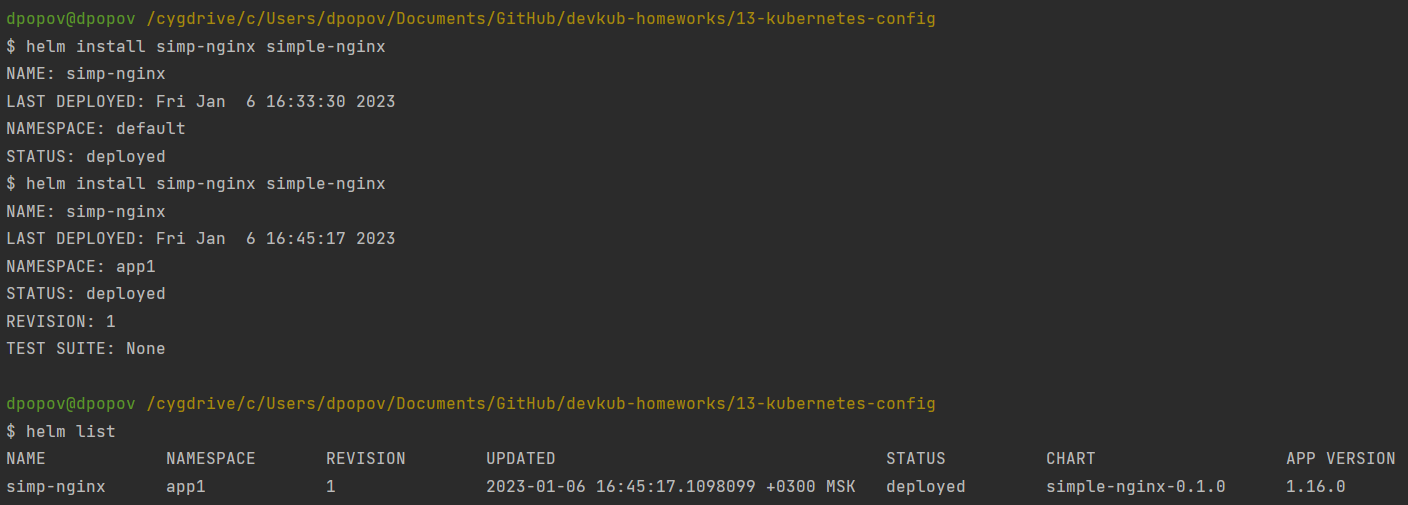 dpopov@dpopov /cygdrive/c/Users/dpopov/Documents/GitHub/devkub-homeworks/13-kubernetes-config
$ helm install simp-nginx simple-nginx
NAME: simp-nginx
LAST DEPLOYED: Fri Jan  6 16:33:30 2023
NAMESPACE: default
STATUS: deployed
$ helm install simp-nginx simple-nginx
NAME: simp-nginx
LAST DEPLOYED: Fri Jan  6 16:45:17 2023
NAMESPACE: app1
STATUS: deployed
REVISION: 1
TEST SUITE: None
dpopov@dpopov /cygdrive/c/Users/dpopov/Documents/GitHub/devkub-homeworks/13-kubernetes-config
$ helm list
NAME            NAMESPACE       REVISION        UPDATED                                 STATUS          CHART                   APP VERSION
simp-nginx      app1            1               2023-01-06 16:45:17.1098099 +0300 MSK   deployed        simple-nginx-0.1.0      1.16.0